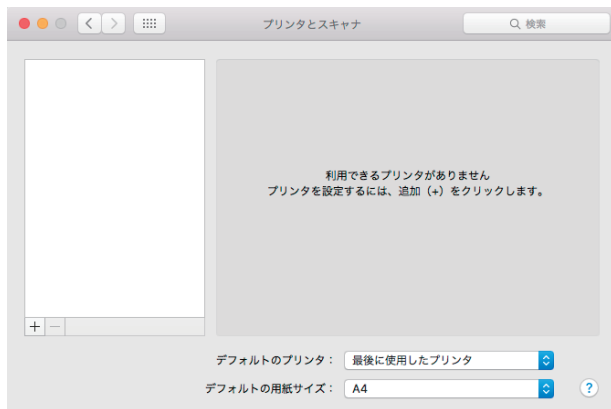 プリンタとスキャナ
検索
利用できるプリンタがありません
プリンタを設定するには、追加（+）をクリックします。
+ −
デフォルトのプリンタ： 最後に使用したプリンタ
デフォルトの用紙サイズ： A4
?